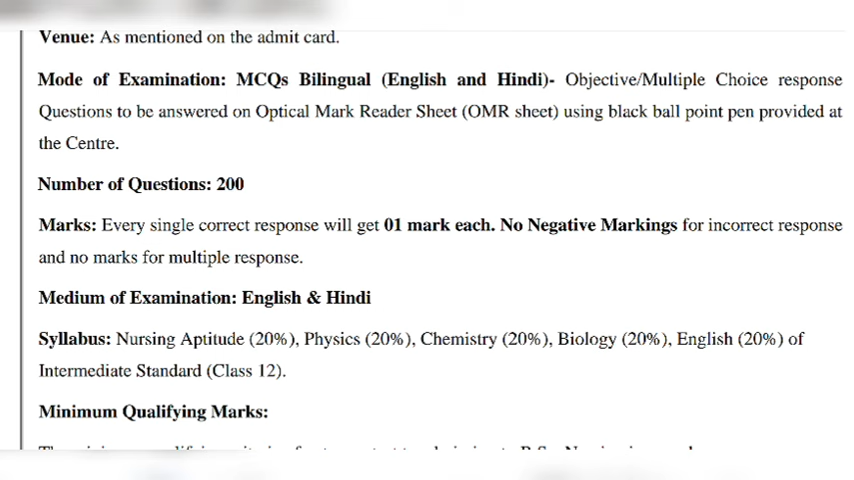 Venue: As mentioned on the admit card.
Mode of Examination: MCQs Bilingual (English and Hindi)- Objective/Multiple Choice response
Questions to be answered on Optical Mark Reader Sheet (OMR sheet) using black ball point pen provided at
the Centre.
Number of Questions: 200
Marks: Every single correct response will get 01 mark each. No Negative Markings for incorrect response
and no marks for multiple response.
Medium of Examination: English & Hindi
Syllabus: Nursing Aptitude (20%), Physics (20%), Chemistry (20%), Biology (20%), English (20%) of
Intermediate Standard (Class 12).
Minimum Qualifying Marks: